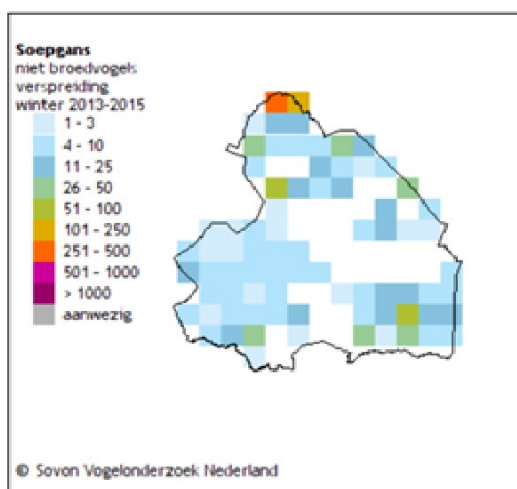 Soepgans
niet broedvogels
verspreiding
winter 2013-2015
1 - 3
4 - 10
11 - 25
26 - 50
51 - 100
101 - 250
251 - 500
501 - 1000
> 1000
aanwezig
© Sovon Vogelonderzoek Nederland